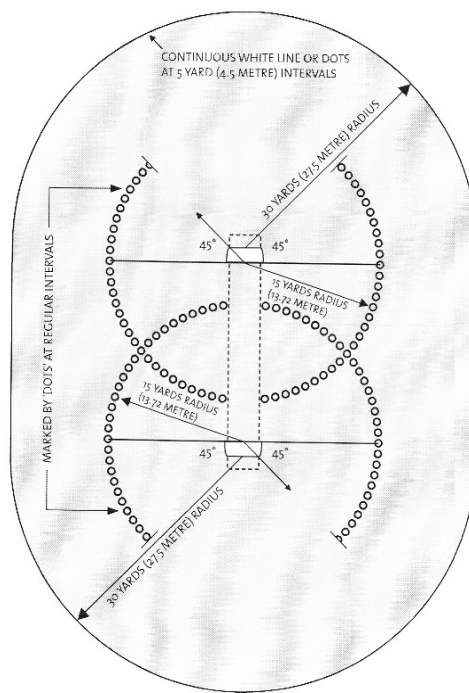 CONTINUOUS WHITE LINE OR DOTS
AT 5 YARD (4.5 METRE) INTERVALS
30 YARDS (27.5 METRE) RADIUS
45°
45°
15 YARDS RADIUS
(13.72 METRE)
MARKED BY 'DOTS' AT REGULAR INTERVALS
15 YARDS RADIUS
(13.72 METRE)
45°
45°
30 YARDS (27.5 METRE) RADIUS